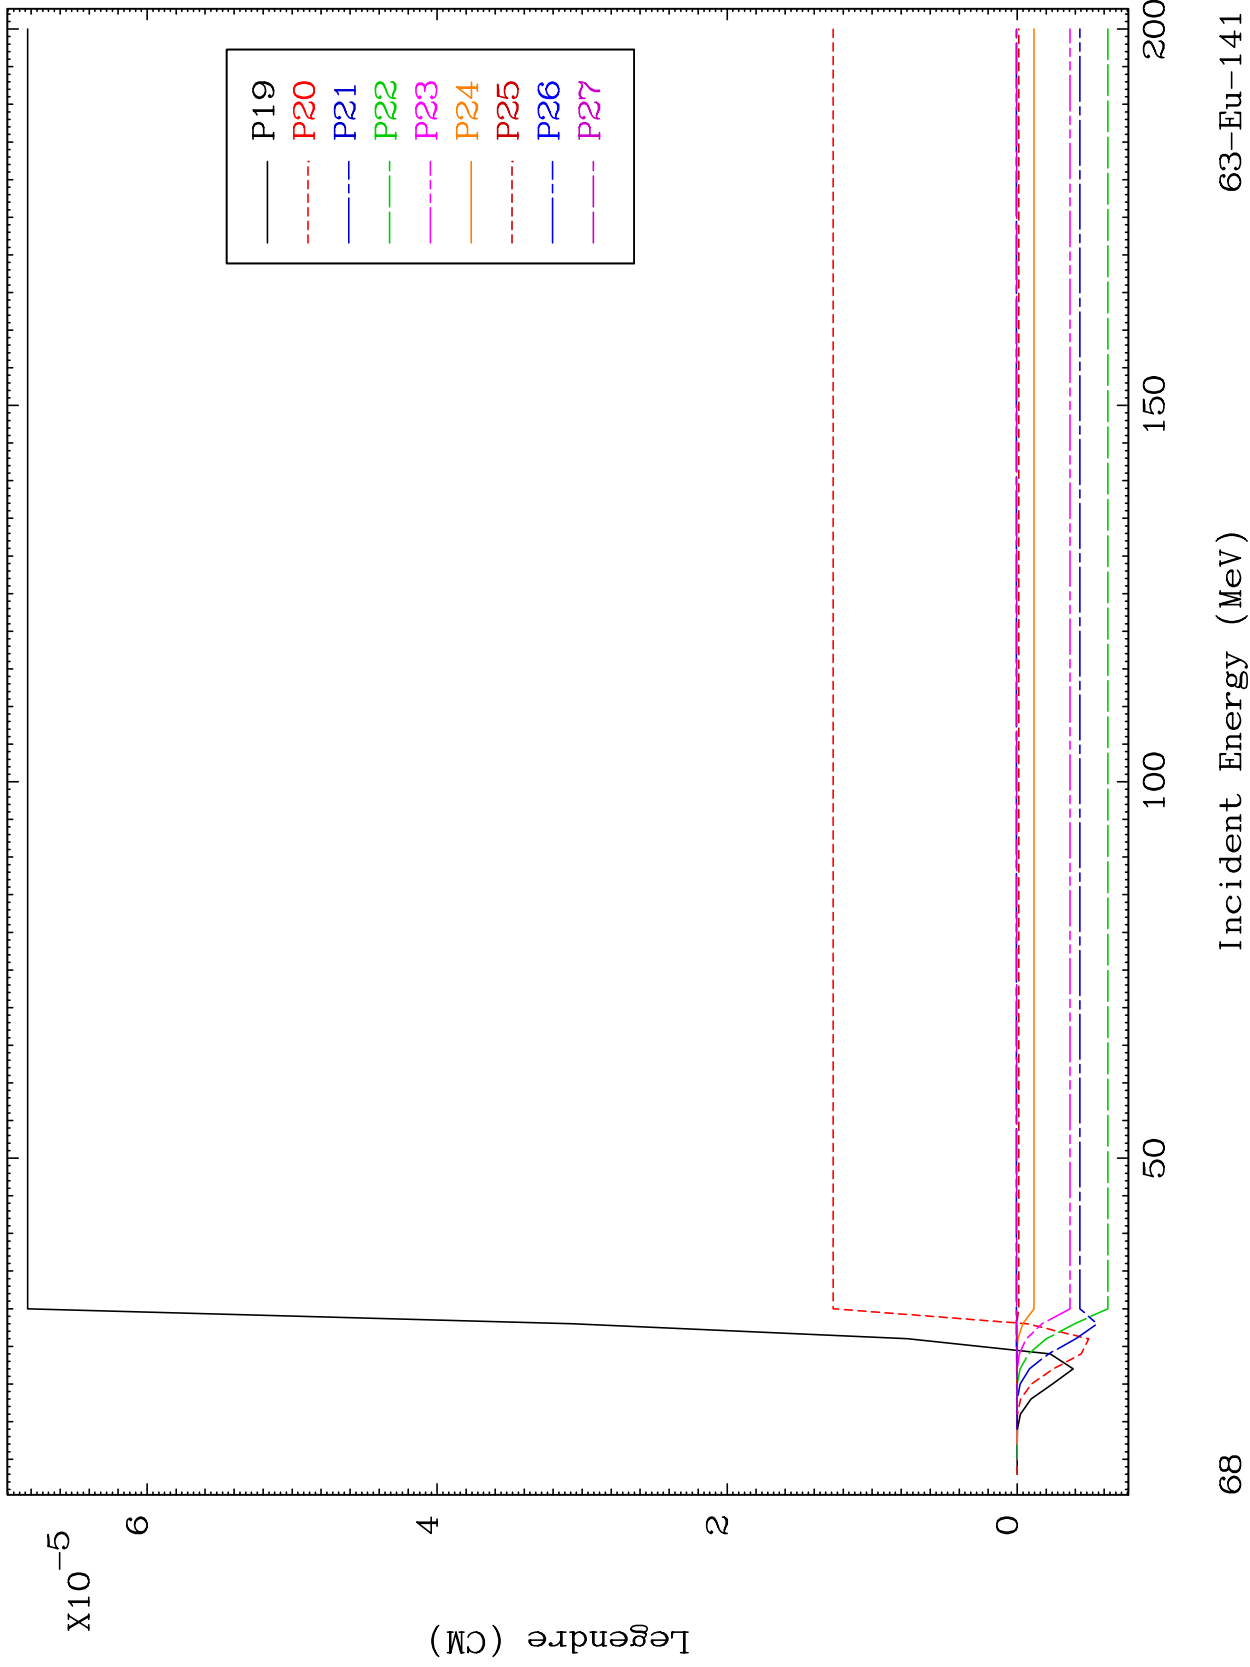 X10⁻⁵
6
4
2
0
Legendre (CM)
P19
P20
P21
P22
P23
P24
P25
P26
P27
50
100
150
200
Incident Energy (MeV)
68
63-Eu-141